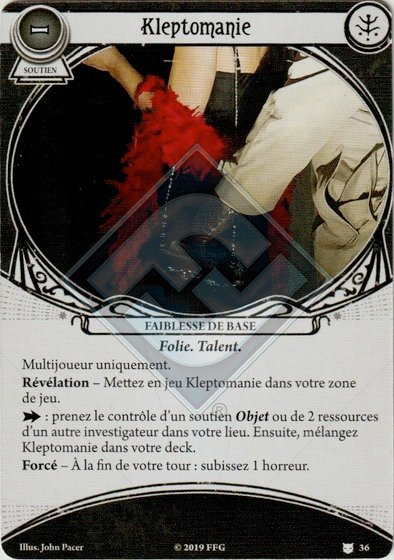 Kleptomanie
SOUTIEN
FAIBLESSE DE BASE
Folie. Talent.
Multijoueur uniquement.
Révélation – Mettez en jeu Kleptomanie dans votre zone
de jeu.
: prenez le contrôle d'un soutien Objet ou de 2 ressources
d'un autre investigateur dans votre lieu. Ensuite, mélangez
Kleptomanie dans votre deck.
Forcé – À la fin de votre tour : subissez 1 horreur.
Illus. John Pacer © 2019 FFG 36